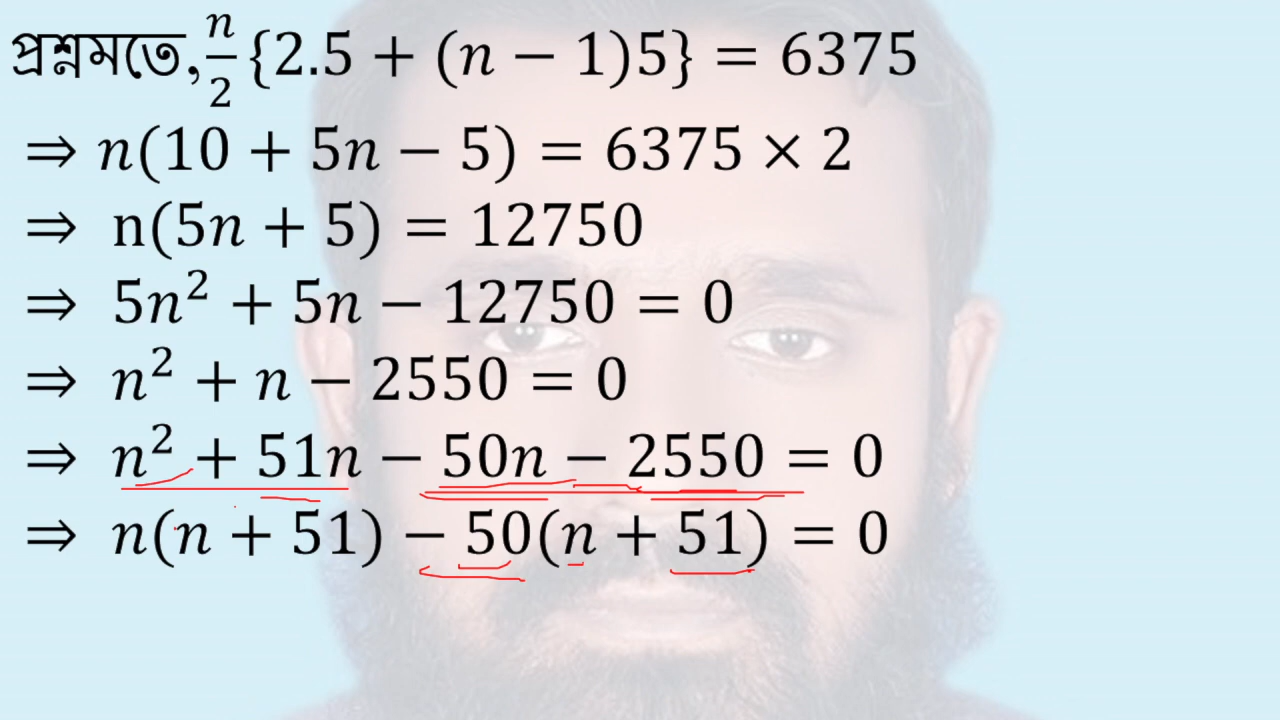 প্রশ্নমতে,n/2{2.5 + (n − 1)5} = 6375
⇒ n(10 + 5n − 5) = 6375 × 2
⇒ n(5n + 5) = 12750
⇒ 5n² + 5n − 12750 = 0
⇒ n² + n − 2550 = 0
⇒ n² + 51n − 50n − 2550 = 0
⇒ n(n + 51) − 50(n + 51) = 0